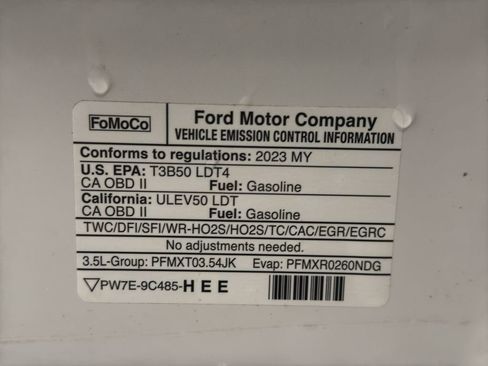 FoMoCo
Ford Motor Company
VEHICLE EMISSION CONTROL INFORMATION
Conforms to regulations: 2023 MY
U.S. EPA: T3B50 LDT4
CA OBD II Fuel: Gasoline
California: ULEV50 LDT
CA OBD II Fuel: Gasoline
TWC/DFI/SFI/WR-HO2S/HO2S/TC/CAC/EGR/EGRC
No adjustments needed.
3.5L-Group: PFMXT03.54JK Evap: PFMXR0260NDG
PW7E-9C485-HEE